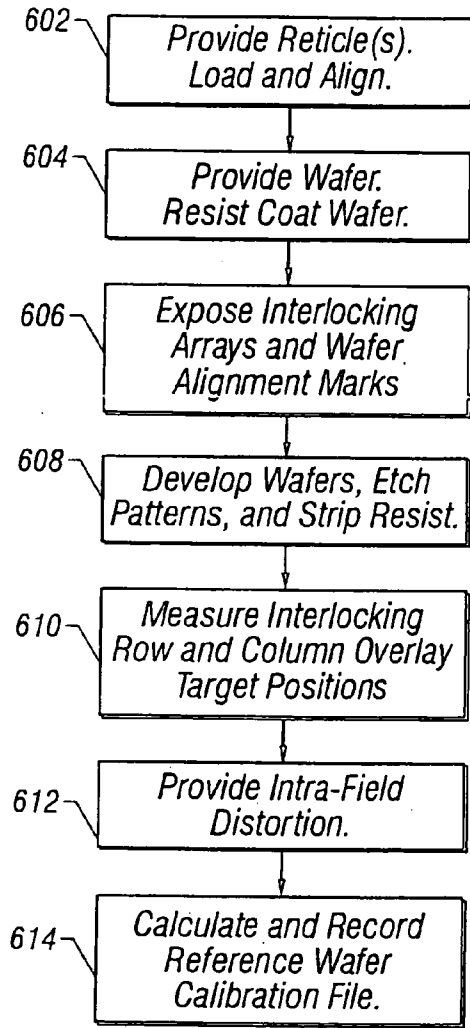 602
Provide Reticle(s).
Load and Align.
604
Provide Wafer.
Resist Coat Wafer.
606
Expose Interlocking
Arrays and Wafer
Alignment Marks
608
Develop Wafers, Etch
Patterns, and Strip Resist.
610
Measure Interlocking
Row and Column Overlay
Target Positions
612
Provide Intra-Field
Distortion.
614
Calculate and Record
Reference Wafer
Calibration File.